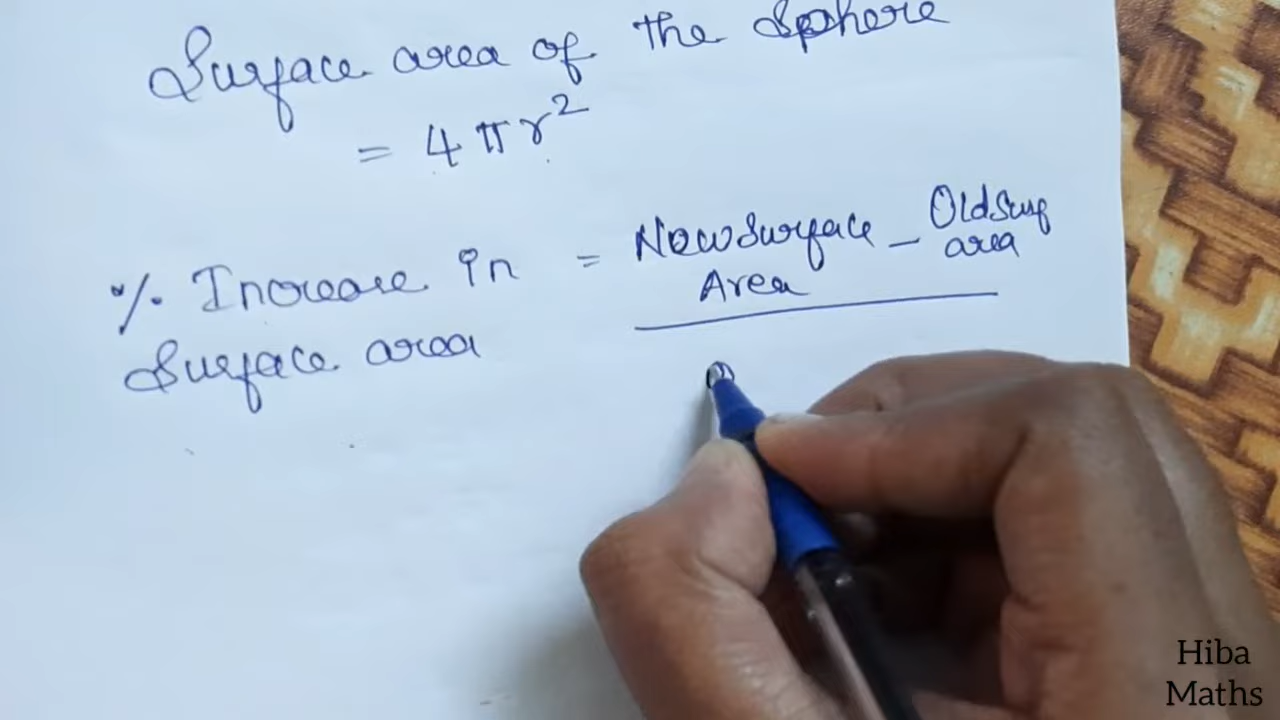 Surface area of the Sphere
= 4πr²
% Increase in = New Surface Area - Old Surf area
Surface area
Hiba
Maths